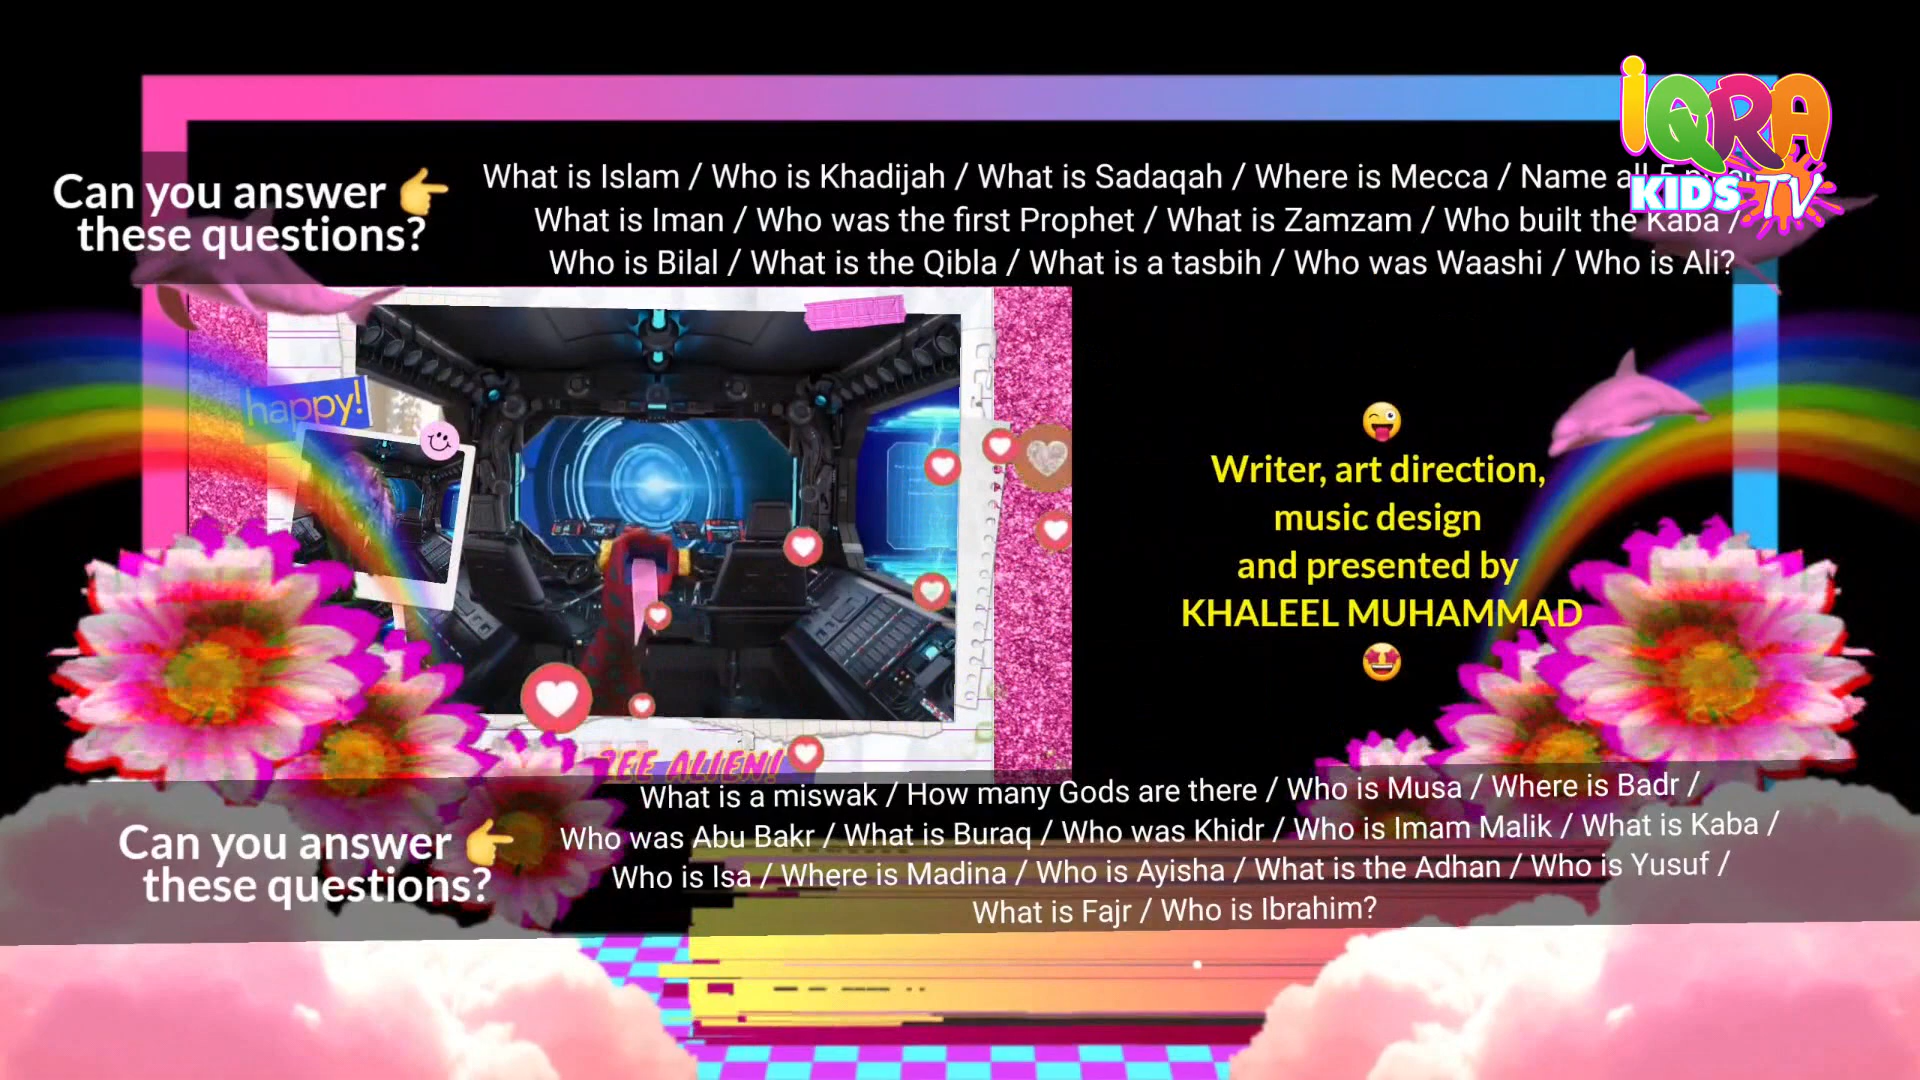 iQRA
KIDS TV
Can you answer 👉
these questions?
What is Islam / Who is Khadijah / What is Sadaqah / Where is Mecca / Name all 5
What is Iman / Who was the first Prophet / What is Zamzam / Who built the Kaba /
Who is Bilal / What is the Qibla / What is a tasbih / Who was Waashi / Who is Ali?
happy!
😜
Writer, art direction,
music design
and presented by
KHALEEL MUHAMMAD
🤩
ZEE ALIEN!
Can you answer 👉
these questions?
What is a miswak / How many Gods are there / Who is Musa / Where is Badr /
Who was Abu Bakr / What is Buraq / Who was Khidr / Who is Imam Malik / What is Kaba /
Who is Isa / Where is Madina / Who is Ayisha / What is the Adhan / Who is Yusuf /
What is Fajr / Who is Ibrahim?